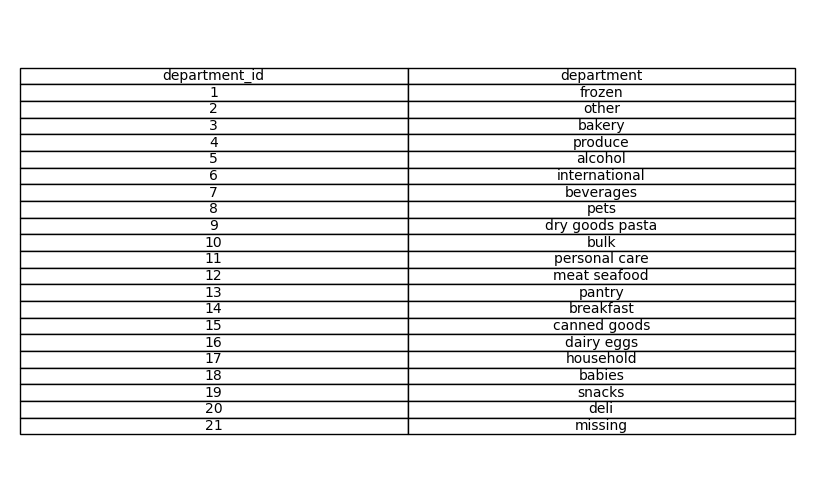 department_id department
1 frozen
2 other
3 bakery
4 produce
5 alcohol
6 international
7 beverages
8 pets
9 dry goods pasta
10 bulk
11 personal care
12 meat seafood
13 pantry
14 breakfast
15 canned goods
16 dairy eggs
17 household
18 babies
19 snacks
20 deli
21 missing